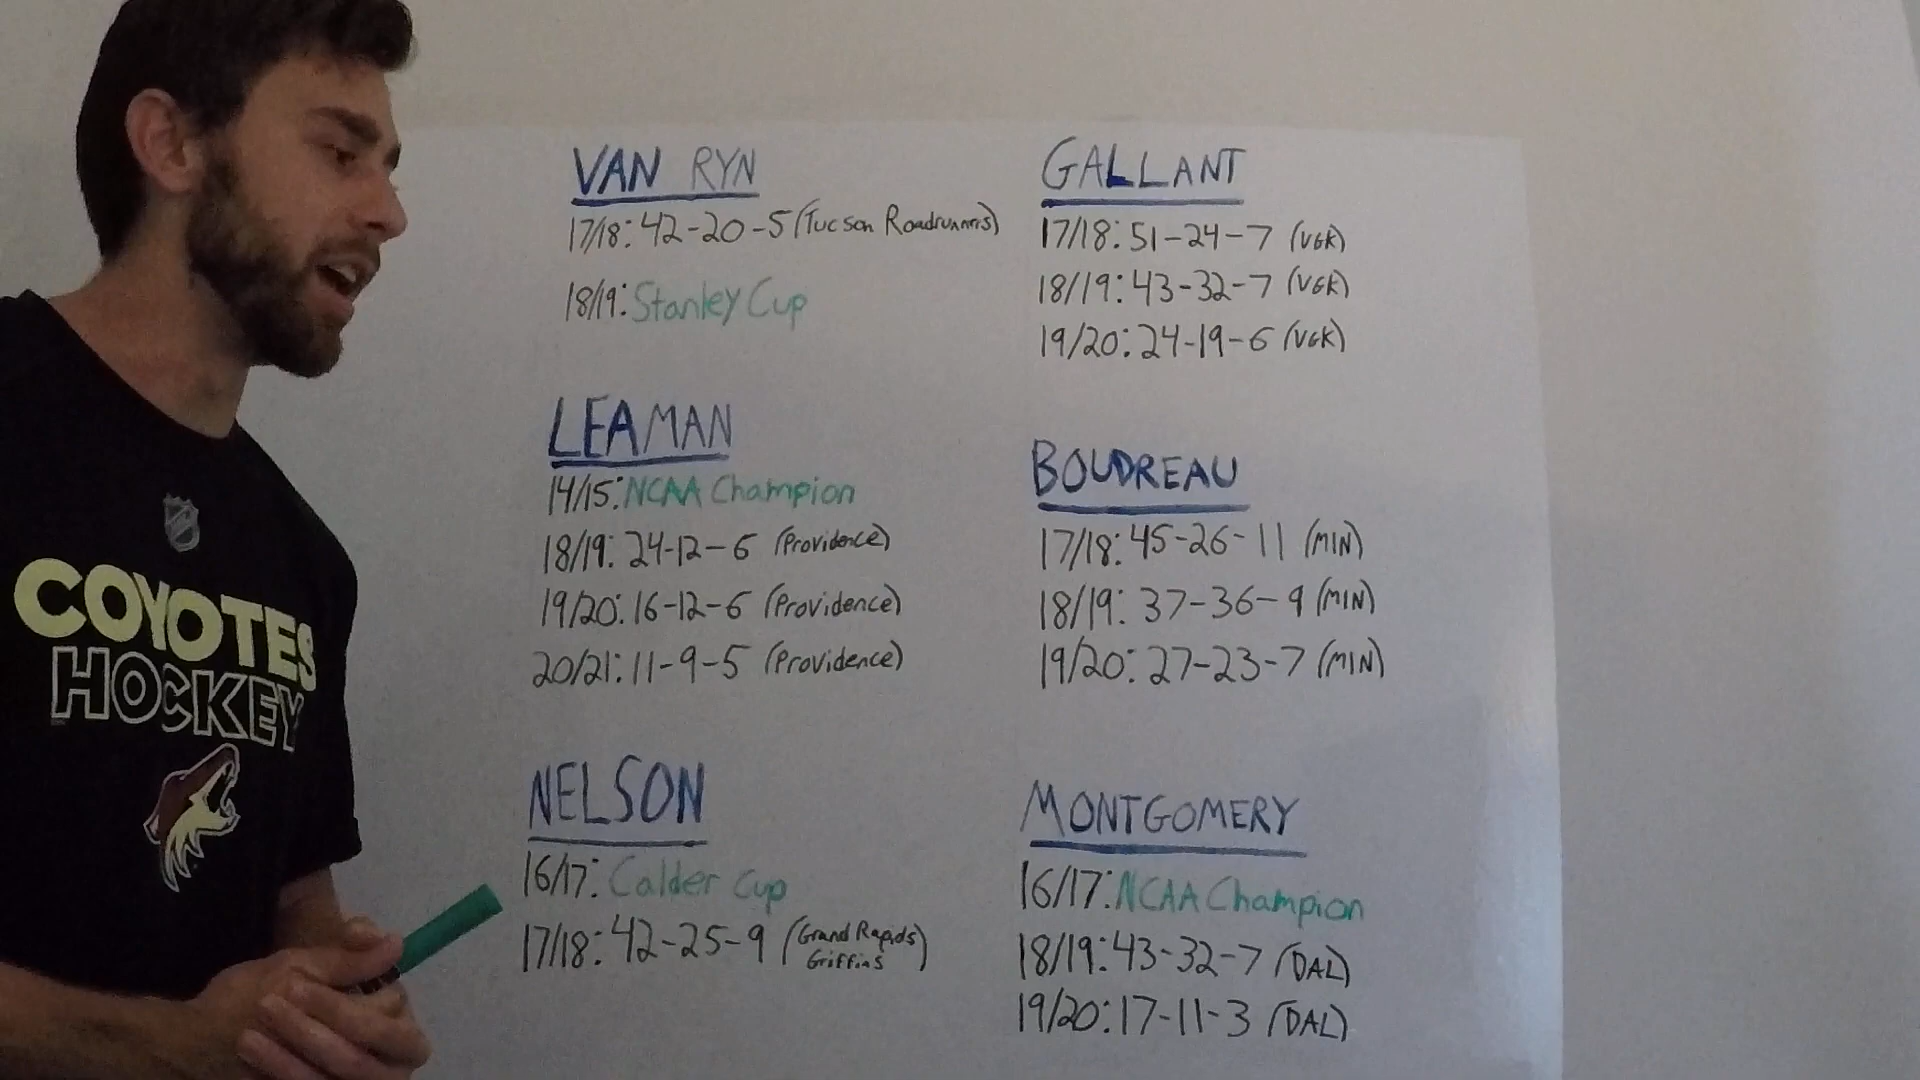 COYOTES
HOCKEY
VAN RYN
17/18: 42-20-5 (Tucson Roadrunners)
18/19: Stanley Cup
LEAMAN
14/15: NCAA Champion
18/19: 24-12-6 (Providence)
19/20: 16-12-6 (Providence)
20/21: 11-9-5 (Providence)
NELSON
16/17: Calder Cup
17/18: 42-25-9 (Grand Rapids
Griffins)
GALLANT
17/18: 51-24-7 (VGK)
18/19: 43-32-7 (VGK)
19/20: 24-19-6 (VGK)
BOUDREAU
17/18: 45-26-11 (MIN)
18/19: 37-36-9 (MIN)
19/20: 27-23-7 (MIN)
MONTGOMERY
16/17: NCAA Champion
18/19: 43-32-7 (DAL)
19/20: 17-11-3 (DAL)